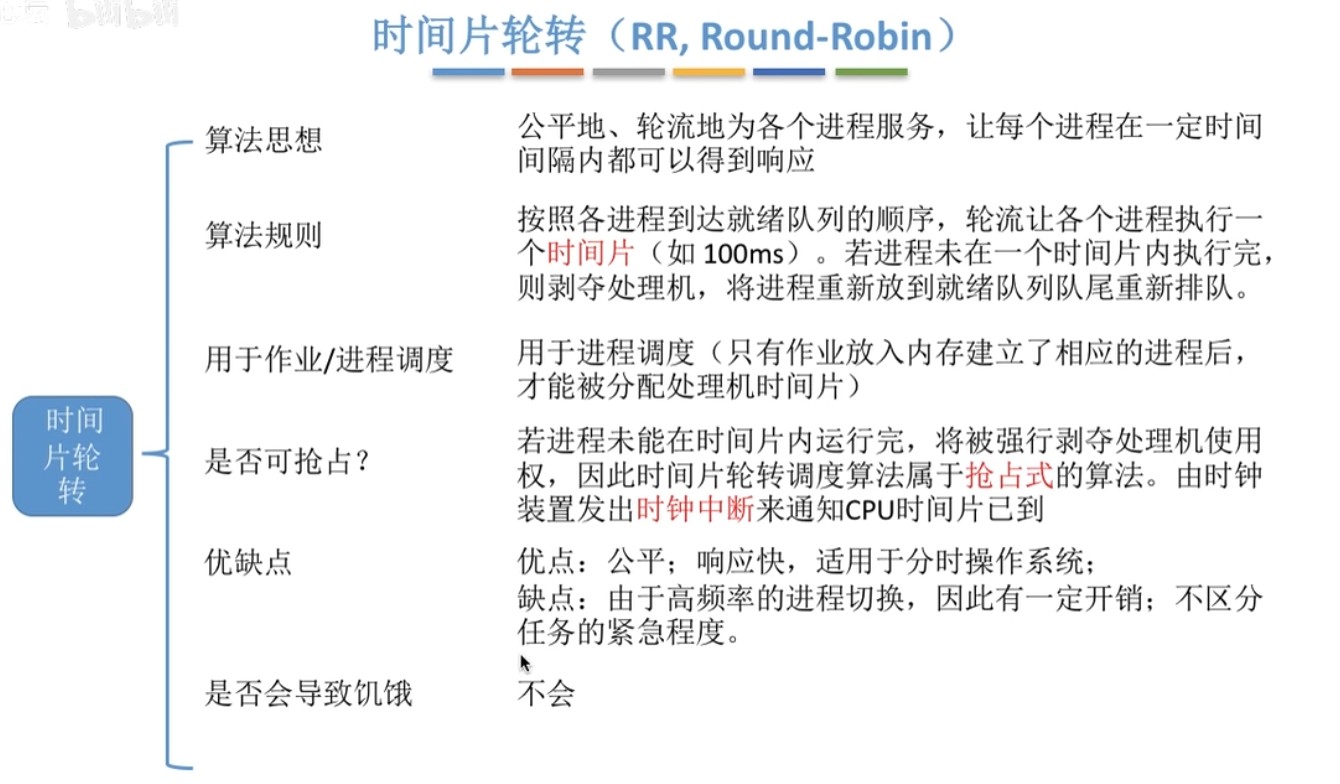 bilibili
时间片轮转（RR, Round-Robin）
算法思想
公平地、轮流地为各个进程服务，让每个进程在一定时间
间隔内都可以得到响应
算法规则
按照各进程到达就绪队列的顺序，轮流让各个进程执行一
个时间片（如 100ms）。若进程未在一个时间片内执行完，
则剥夺处理机，将进程重新放到就绪队列队尾重新排队。
用于作业/进程调度
用于进程调度（只有作业放入内存建立了相应的进程后，
才能被分配处理机时间片）
时间
片轮
转
是否可抢占？
若进程未能在时间片内运行完，将被强行剥夺处理机使用
权，因此时间片轮转调度算法属于抢占式的算法。由时钟
装置发出时钟中断来通知CPU时间片已到
优缺点
优点：公平；响应快，适用于分时操作系统；
缺点：由于高频率的进程切换，因此有一定开销；不区分
任务的紧急程度。
是否会导致饥饿
不会